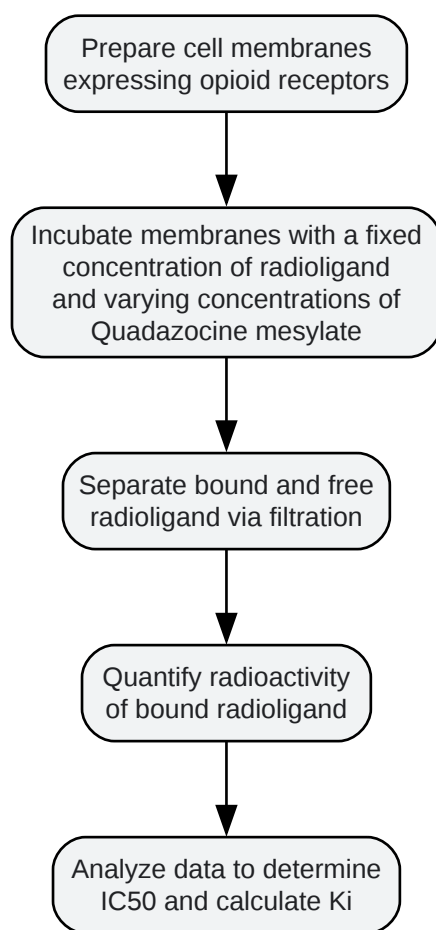 Prepare cell membranes
expressing opioid receptors
Incubate membranes with a fixed
concentration of radioligand
and varying concentrations of
Quadazocine mesylate
Separate bound and free
radioligand via filtration
Quantify radioactivity
of bound radioligand
Analyze data to determine
IC50 and calculate Ki